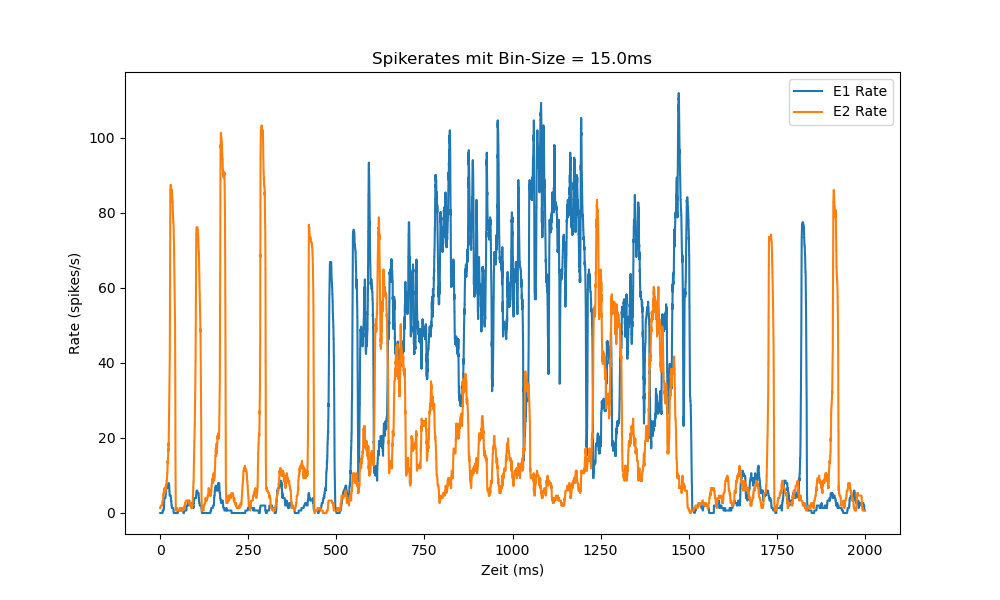 Spikerates mit Bin-Size = 15.0ms
E1 Rate
E2 Rate
Rate (spikes/s)
100
80
60
40
20
0
0 250 500 750 1000 1250 1500 1750 2000
Zeit (ms)